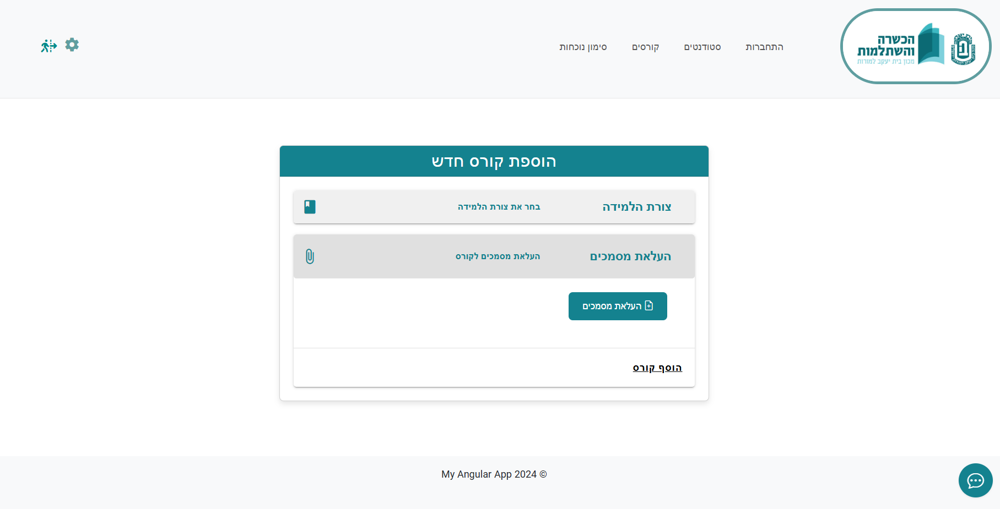 הכשרה
והשתלמות
מכון בית יעקב למורות
התחברות
סטודנטים
קורסים
סימון נוכחות
הוספת קורס חדש
צורת הלמידה
בחר את צורת הלמידה
העלאת מסמכים
העלאת מסמכים לקורס
העלאת מסמכים
הוסף קורס
My Angular App 2024 ©